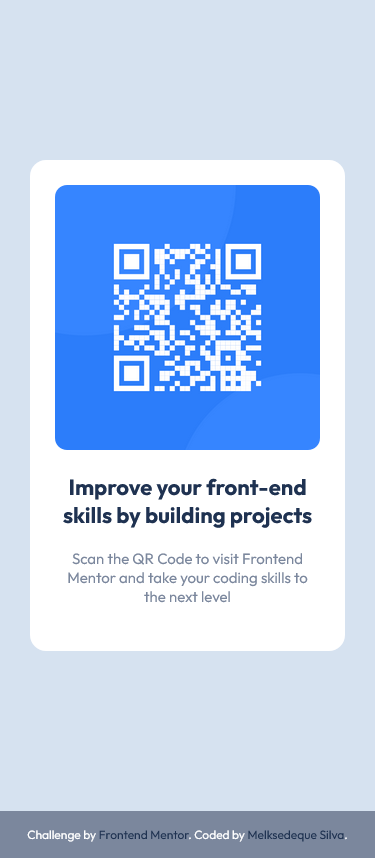 Improve your front-end
skills by building projects
Scan the QR Code to visit Frontend
Mentor and take your coding skills to
the next level
Challenge by Frontend Mentor. Coded by Melksedeque Silva.